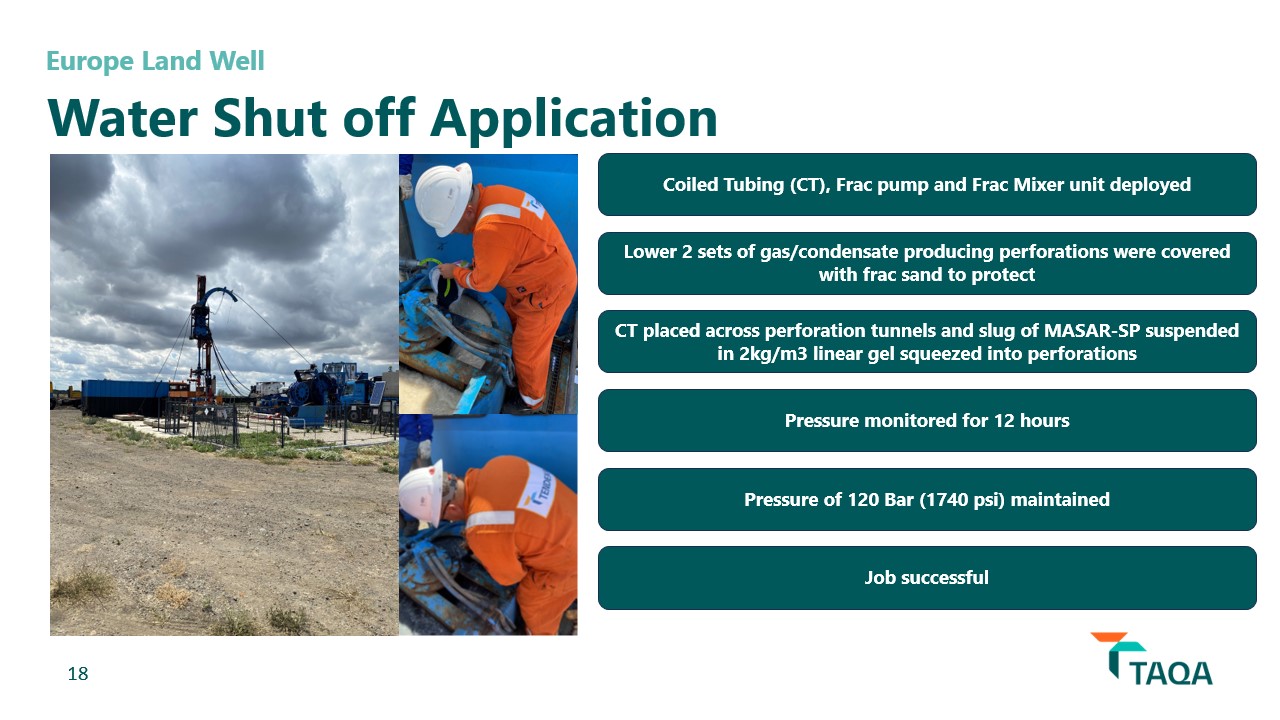 Europe Land Well
Water Shut off Application
Coiled Tubing (CT), Frac pump and Frac Mixer unit deployed
Lower 2 sets of gas/condensate producing perforations were covered
with frac sand to protect
CT placed across perforation tunnels and slug of MASAR-SP suspended
in 2kg/m3 linear gel squeezed into perforations
Pressure monitored for 12 hours
Pressure of 120 Bar (1740 psi) maintained
Job successful
18
TAQA